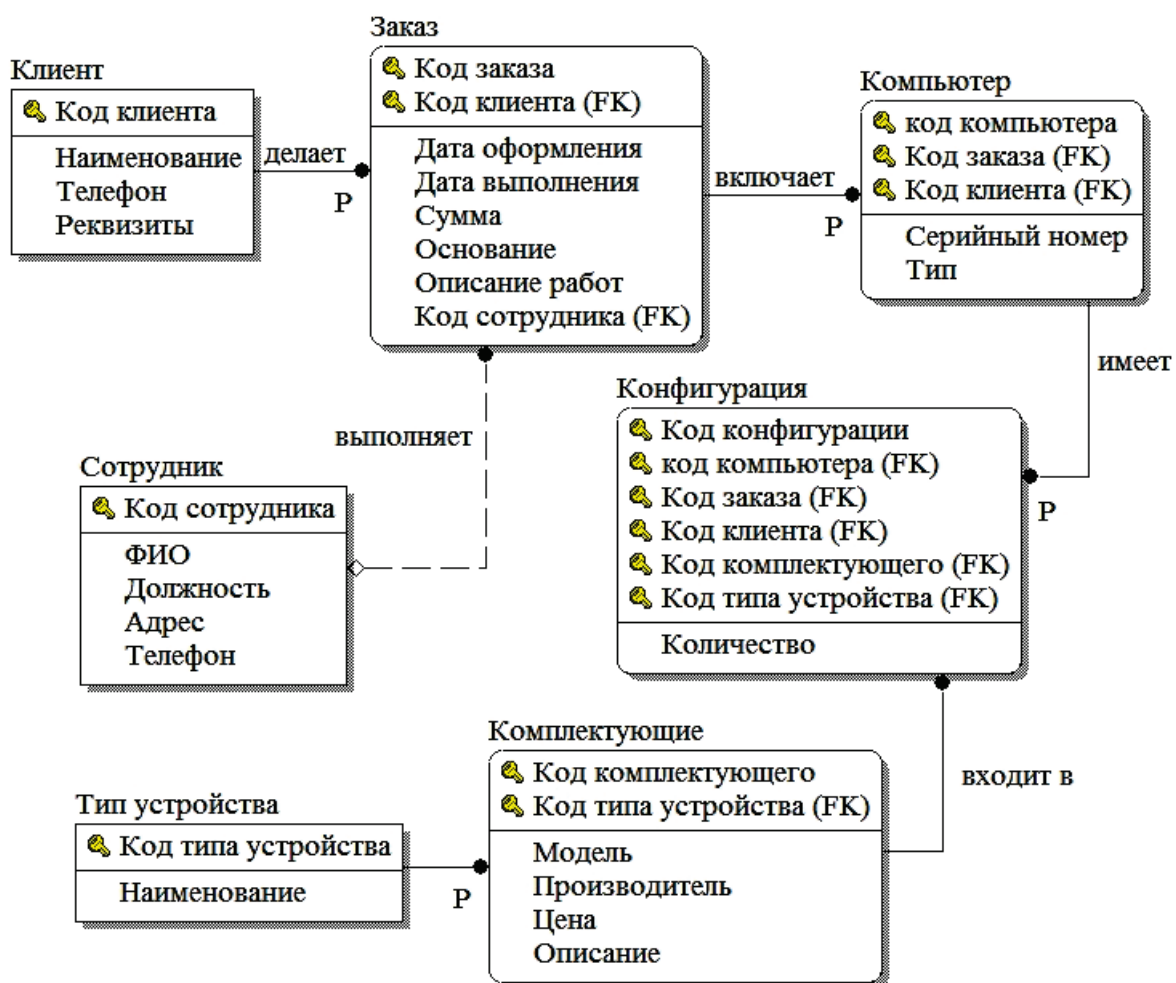 Клиент
Код клиента
Наименование
Телефон
Реквизиты
делает
P
Заказ
Код заказа
Код клиента (FK)
Дата оформления
Дата выполнения
Сумма
Основание
Описание работ
Код сотрудника (FK)
включает
P
Компьютер
код компьютера
Код заказа (FK)
Код клиента (FK)
Серийный номер
Тип
имеет
P
выполняет
Сотрудник
Код сотрудника
ФИО
Должность
Адрес
Телефон
Конфигурация
Код конфигурации
код компьютера (FK)
Код заказа (FK)
Код клиента (FK)
Код комплектующего (FK)
Код типа устройства (FK)
Количество
входит в
Комплектующие
Код комплектующего
Код типа устройства (FK)
Модель
Производитель
Цена
Описание
Тип устройства
Код типа устройства
Наименование
P